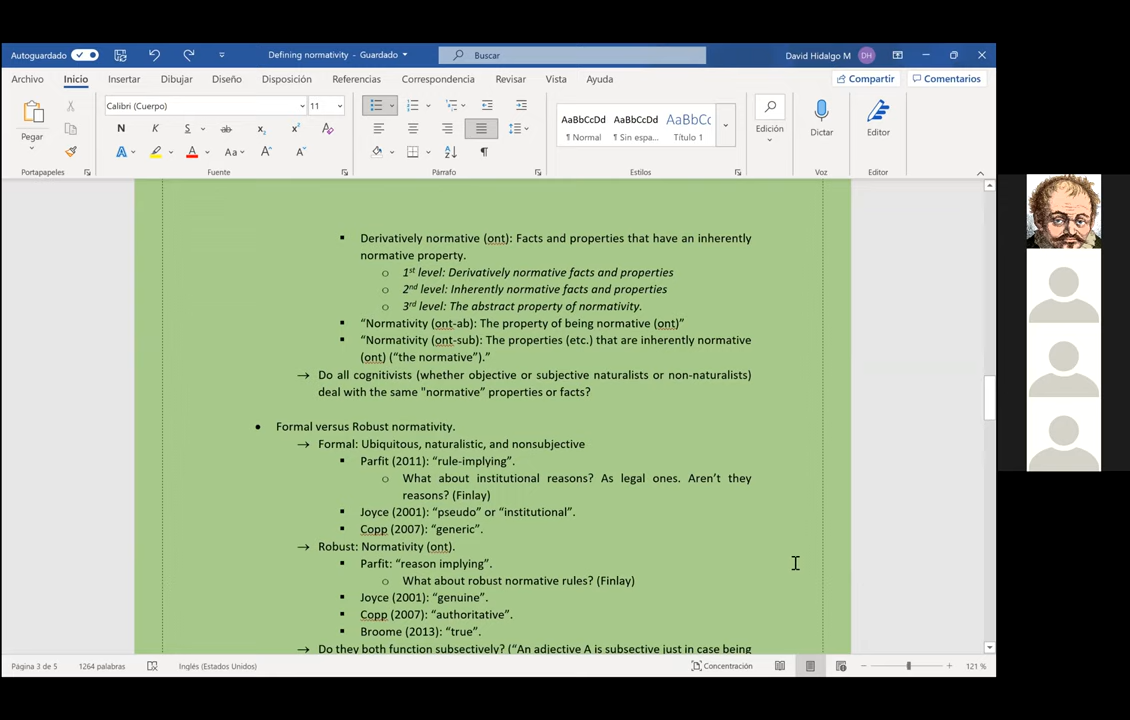 Autoguardado
Defining normativity - Guardado
Buscar
David Hidalgo M
DH
Archivo
Inicio
Insertar
Dibujar
Diseño
Disposición
Referencias
Correspondencia
Revisar
Vista
Ayuda
Compartir
Comentarios
Pegar
Calibri (Cuerpo)
11
N K S ab x₂ x²
A A Aa A A
AaBbCcDd
AaBbCcDd
AaBbCc
¶ Normal
¶ Sin espa...
Título 1
Edición
Dictar
Editor
Portapapeles
Fuente
Párrafo
Estilos
Voz
Editor
▪ Derivatively normative (ont): Facts and properties that have an inherently
normative property.
o 1st level: Derivatively normative facts and properties
o 2nd level: Inherently normative facts and properties
o 3rd level: The abstract property of normativity.
▪ “Normativity (ont-ab): The property of being normative (ont)”
▪ “Normativity (ont-sub): The properties (etc.) that are inherently normative
(ont) (“the normative”).”
→ Do all cognitivists (whether objective or subjective naturalists or non-naturalists)
deal with the same "normative” properties or facts?
• Formal versus Robust normativity.
→ Formal: Ubiquitous, naturalistic, and nonsubjective
▪ Parfit (2011): “rule-implying”.
o What about institutional reasons? As legal ones. Aren’t they
reasons? (Finlay)
▪ Joyce (2001): “pseudo” or “institutional”.
▪ Copp (2007): “generic”.
→ Robust: Normativity (ont).
▪ Parfit: “reason implying”.
o What about robust normative rules? (Finlay)
▪ Joyce (2001): “genuine”.
▪ Copp (2007): “authoritative”.
▪ Broome (2013): “true”.
→ Do they both function subsectively? (“An adjective A is subsective just in case being
Página 3 de 5
1264 palabras
Inglés (Estados Unidos)
Concentración
121 %